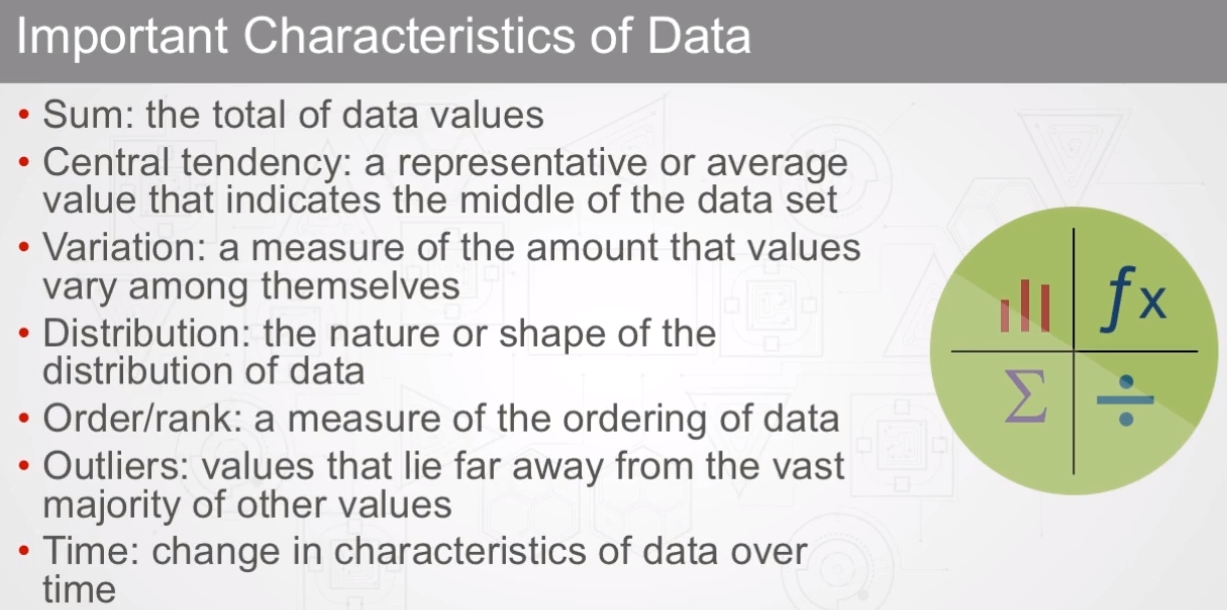 Important Characteristics of Data
• Sum: the total of data values
• Central tendency: a representative or average
value that indicates the middle of the data set
• Variation: a measure of the amount that values
vary among themselves
• Distribution: the nature or shape of the
distribution of data
• Order/rank: a measure of the ordering of data
• Outliers: values that lie far away from the vast
majority of other values
• Time: change in characteristics of data over
time
fx
Σ ÷